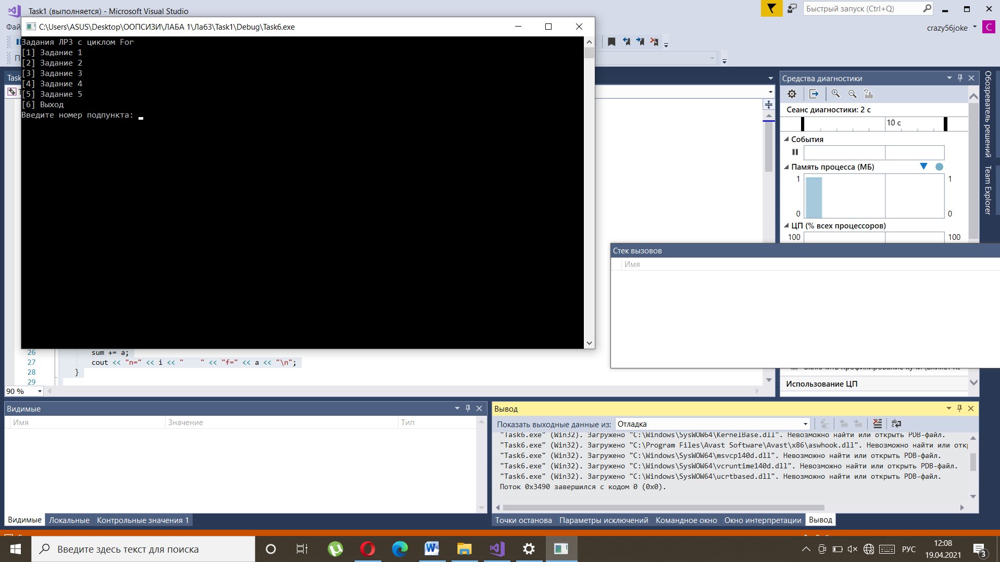 Task1 (выполняется) - Microsoft Visual Studio
Быстрый запуск (Ctrl+Q)
crazy56joke
C
C:\Users\ASUS\Desktop\ООПСИЗИ\ЛАБА 1\Лаб3\Task1\Debug\Task6.exe
Задания ЛР3 с циклом For
[1] Задание 1
[2] Задание 2
[3] Задание 3
[4] Задание 4
[5] Задание 5
[6] Выход
Введите номер подпункта:
Task
26 sum += a;
27 cout << "n=" << i << "    " << "f=" << a << "\n";
28 }
29
90 %
Средства диагностики
Сеанс диагностики: 2 с
10 с
События
Память процесса (МБ)
1 1
0 0
ЦП (% всех процессоров)
100 100
Стек вызовов
Имя
Использование ЦП
Обозреватель решений
Team Explorer
Видимые
Имя Значение Тип
Видимые Локальные Контрольные значения 1
Вывод
Показать выходные данные из: Отладка
"Task6.exe" (Win32). Загружено "C:\Windows\SysWOW64\KernelBase.dll". Невозможно найти или открыть PDB-файл.
"Task6.exe" (Win32). Загружено "C:\Program Files\Avast Software\Avast\x86\aswhook.dll". Невозможно найти или отк
"Task6.exe" (Win32). Загружено "C:\Windows\SysWOW64\msvcp140d.dll". Невозможно найти или открыть PDB-файл.
"Task6.exe" (Win32). Загружено "C:\Windows\SysWOW64\vcruntime140d.dll". Невозможно найти или открыть PDB-файл.
"Task6.exe" (Win32). Загружено "C:\Windows\SysWOW64\ucrtbased.dll". Невозможно найти или открыть PDB-файл.
Поток 0x3490 завершился с кодом 0 (0x0).
Точки останова Параметры исключений Командное окно Окно интерпретации Вывод
Введите здесь текст для поиска
РУС
12:08
19.04.2021
3